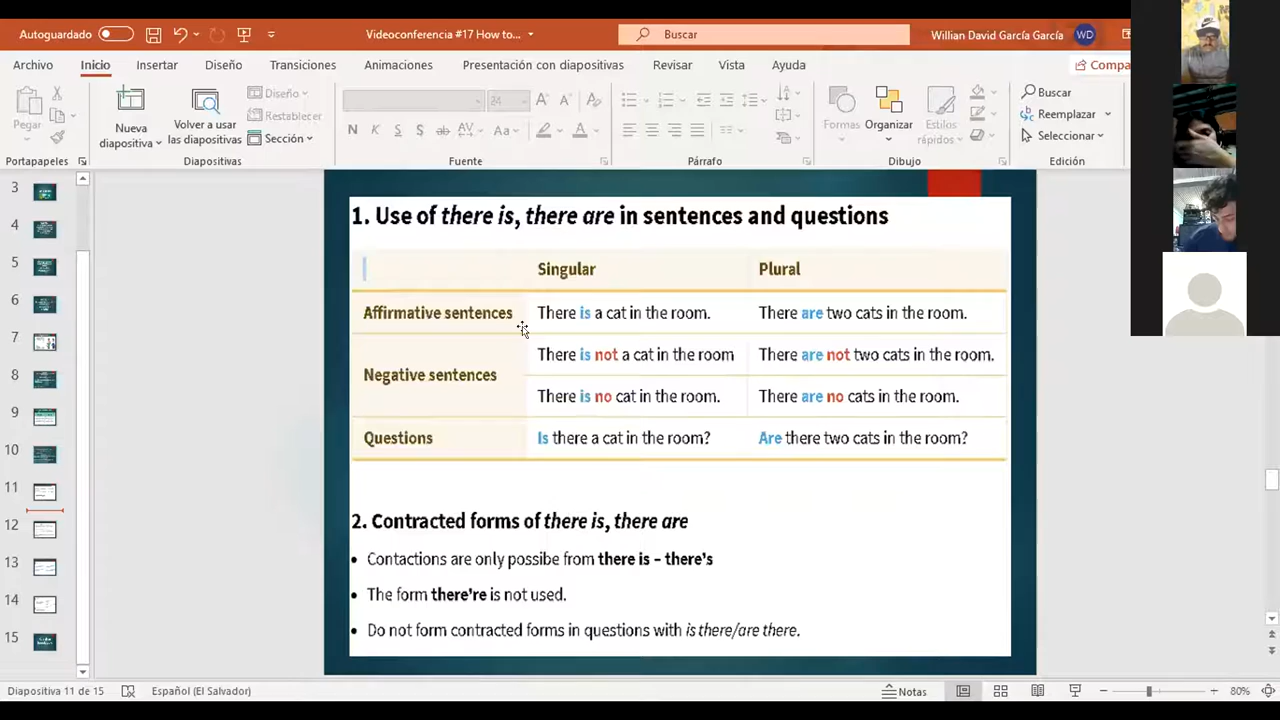 Autoguardado
Videoconferencia #17 How to...
Buscar
Willian David García García
WD
Archivo Inicio Insertar Diseño Transiciones Animaciones Presentación con diapositivas Revisar Vista Ayuda Compa
Pegar
Nueva diapositiva
Volver a usar las diapositivas
Diseño
Restablecer
Sección
24
N K S S ab AV Aa A
Formas
Organizar
Estilos rápidos
Buscar
Reemplazar
Seleccionar
Portapapeles Diapositivas Fuente Párrafo Dibujo Edición
3
4
5
6
7
8
9
10
11
12
13
14
15
1. Use of there is, there are in sentences and questions
Singular Plural
Affirmative sentences There is a cat in the room. There are two cats in the room.
Negative sentences There is not a cat in the room There are not two cats in the room.
There is no cat in the room. There are no cats in the room.
Questions Is there a cat in the room? Are there two cats in the room?
2. Contracted forms of there is, there are
• Contactions are only possibe from there is – there's
• The form there're is not used.
• Do not form contracted forms in questions with is there/are there.
Diapositiva 11 de 15 Español (El Salvador) Notas 80%